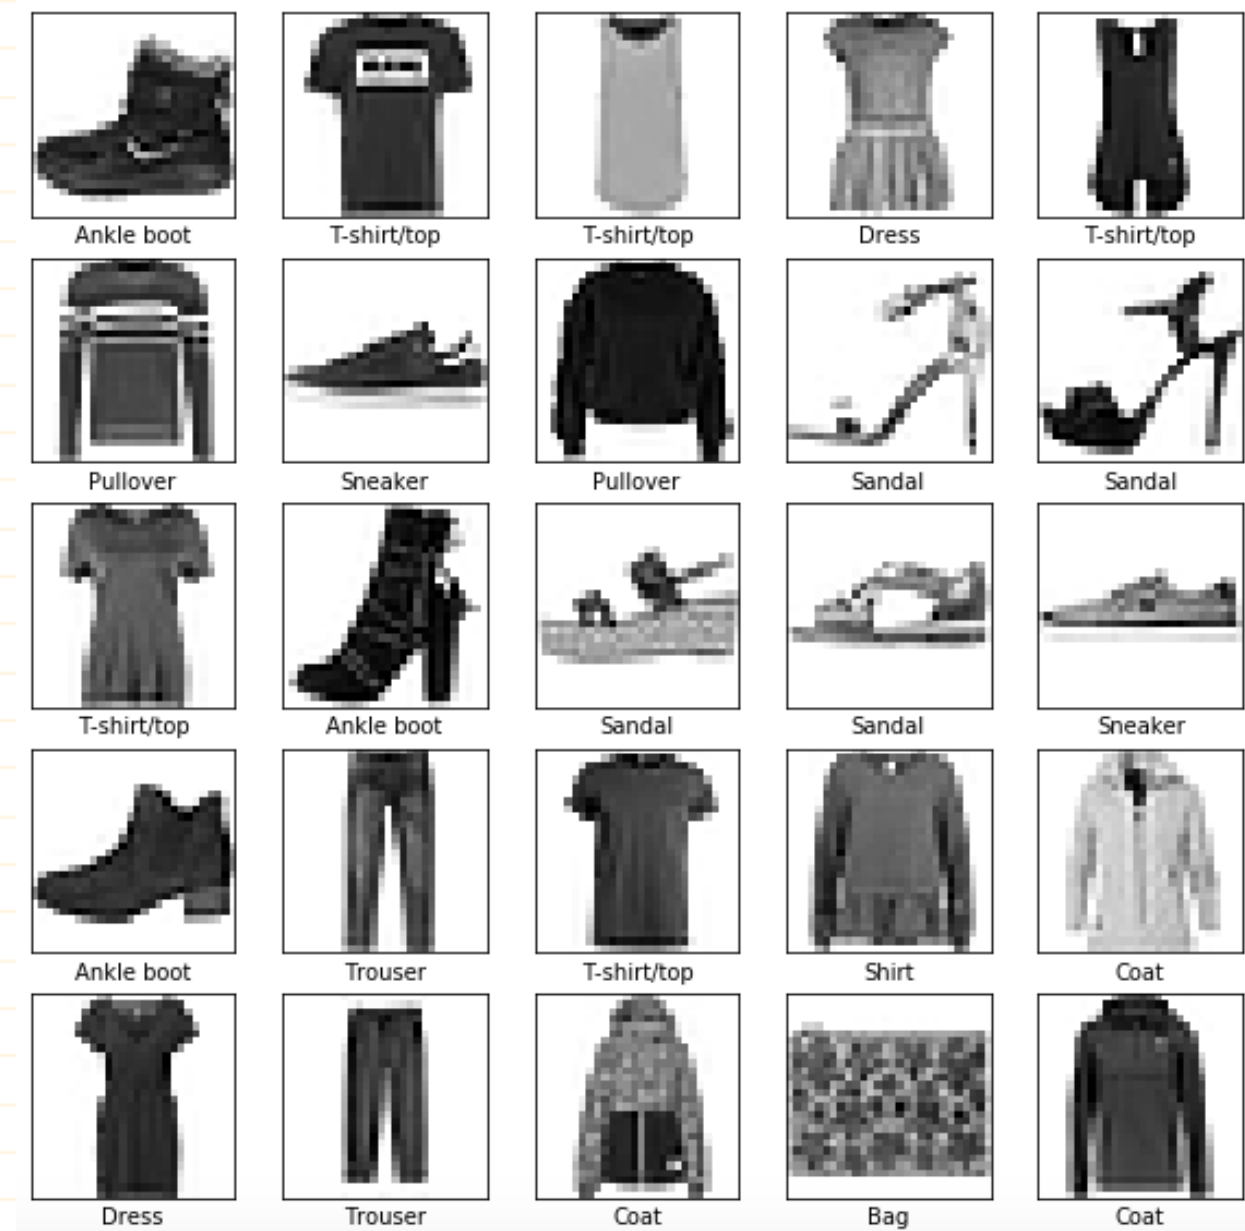 Ankle boot T-shirt/top T-shirt/top Dress T-shirt/top
Pullover Sneaker Pullover Sandal Sandal
T-shirt/top Ankle boot Sandal Sandal Sneaker
Ankle boot Trouser T-shirt/top Shirt Coat
Dress Trouser Coat Bag Coat